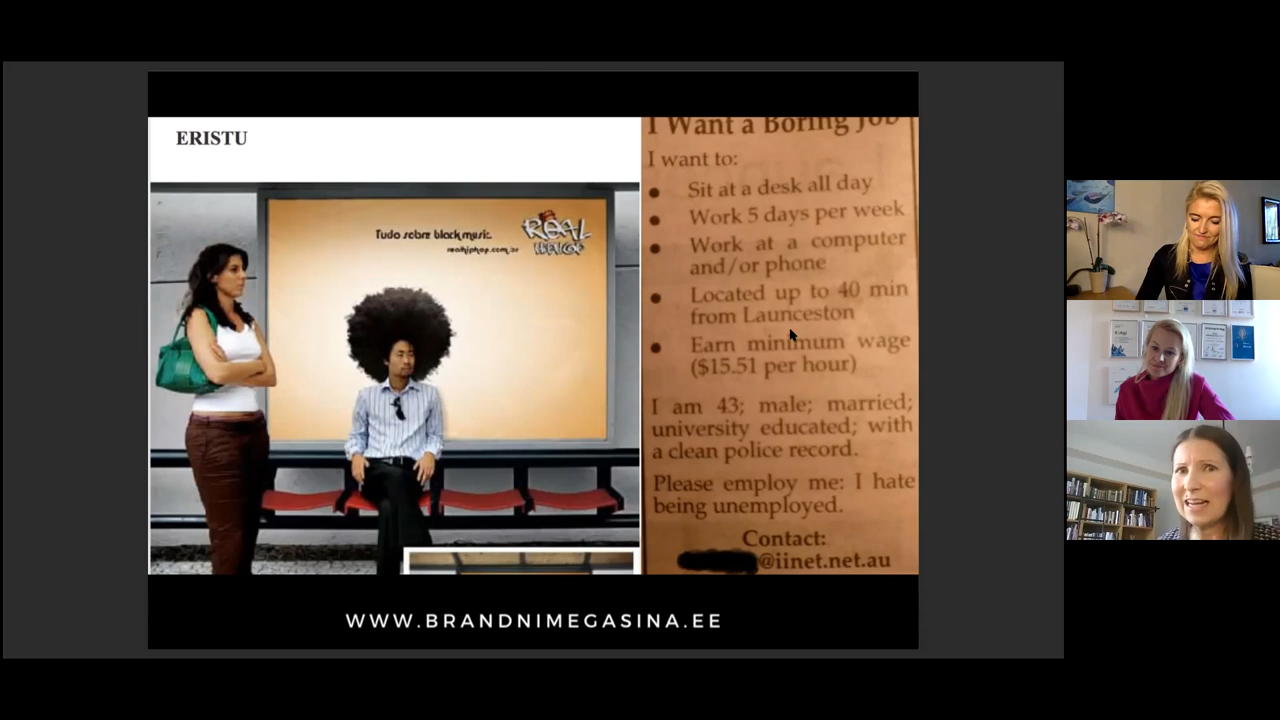 ERISTU
Tudo sobre black music.
realhiphop.com.br
REAL
HIPHOP
I Want a Boring Job
I want to:
• Sit at a desk all day
• Work 5 days per week
• Work at a computer
and/or phone
• Located up to 40 min
from Launceston
• Earn minimum wage
($15.51 per hour)
I am 43; male; married;
university educated; with
a clean police record.
Please employ me: I hate
being unemployed.
Contact:
@iinet.net.au
WWW.BRANDNIMEGASINA.EE